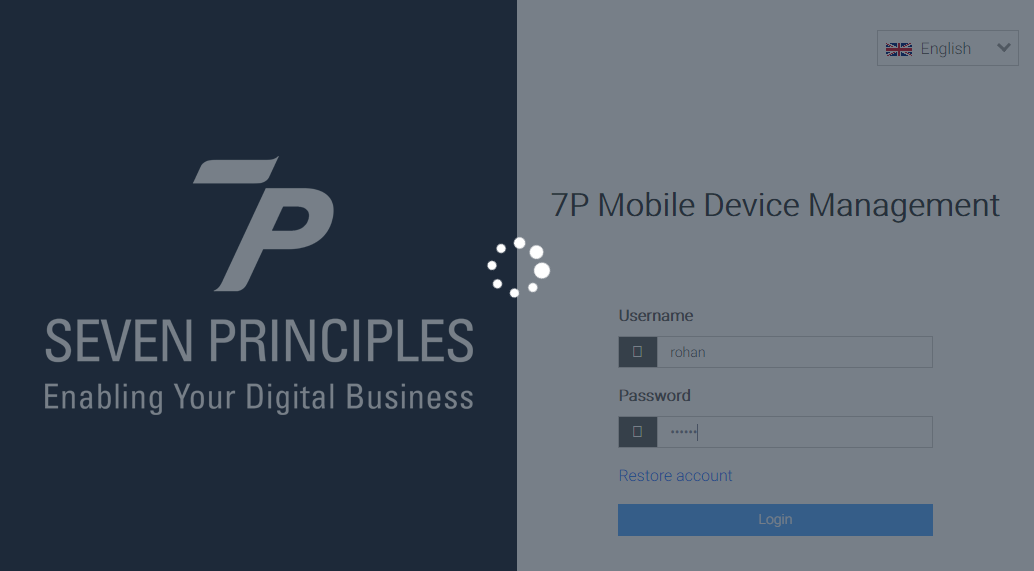 7P
SEVEN PRINCIPLES
Enabling Your Digital Business
English
7P Mobile Device Management
Username
rohan
Password
••••••
Restore account
Login